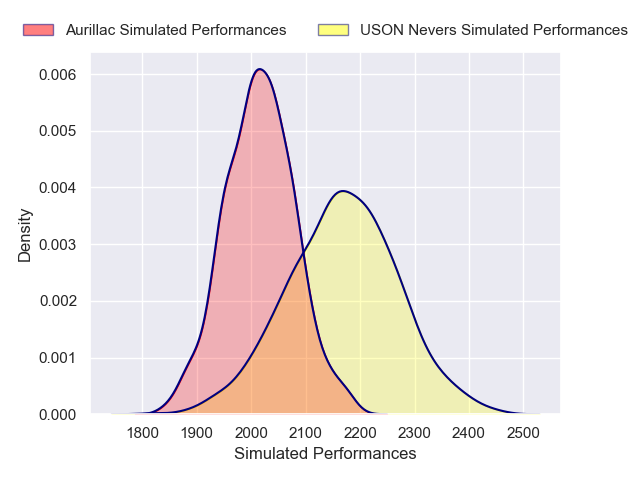 Aurillac Simulated Performances USON Nevers Simulated Performances
0.006
0.005
0.004
0.003
0.002
0.001
0.000
Density
1800 1900 2000 2100 2200 2300 2400 2500
Simulated Performances